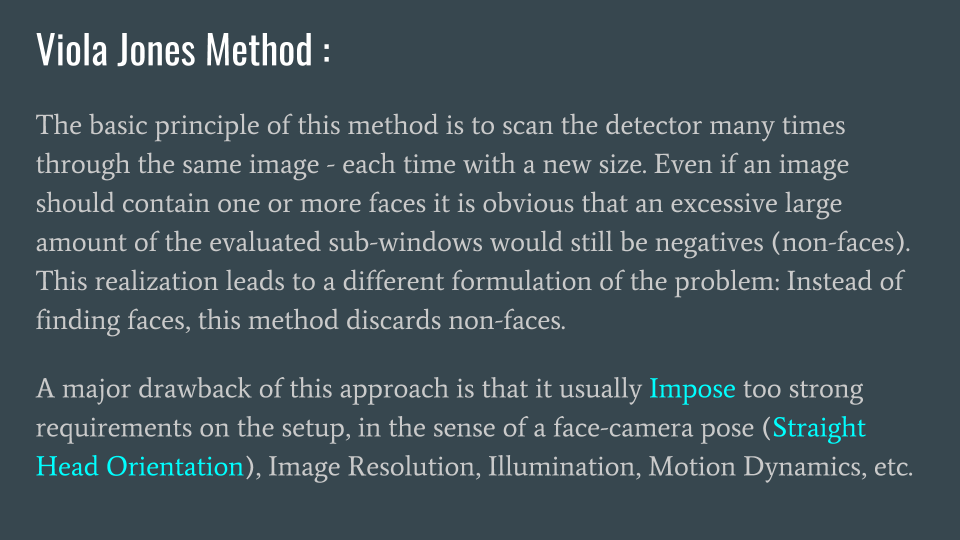 Viola Jones Method :
The basic principle of this method is to scan the detector many times
through the same image - each time with a new size. Even if an image
should contain one or more faces it is obvious that an excessive large
amount of the evaluated sub-windows would still be negatives (non-faces).
This realization leads to a different formulation of the problem: Instead of
finding faces, this method discards non-faces.
A major drawback of this approach is that it usually Impose too strong
requirements on the setup, in the sense of a face-camera pose (Straight
Head Orientation), Image Resolution, Illumination, Motion Dynamics, etc.